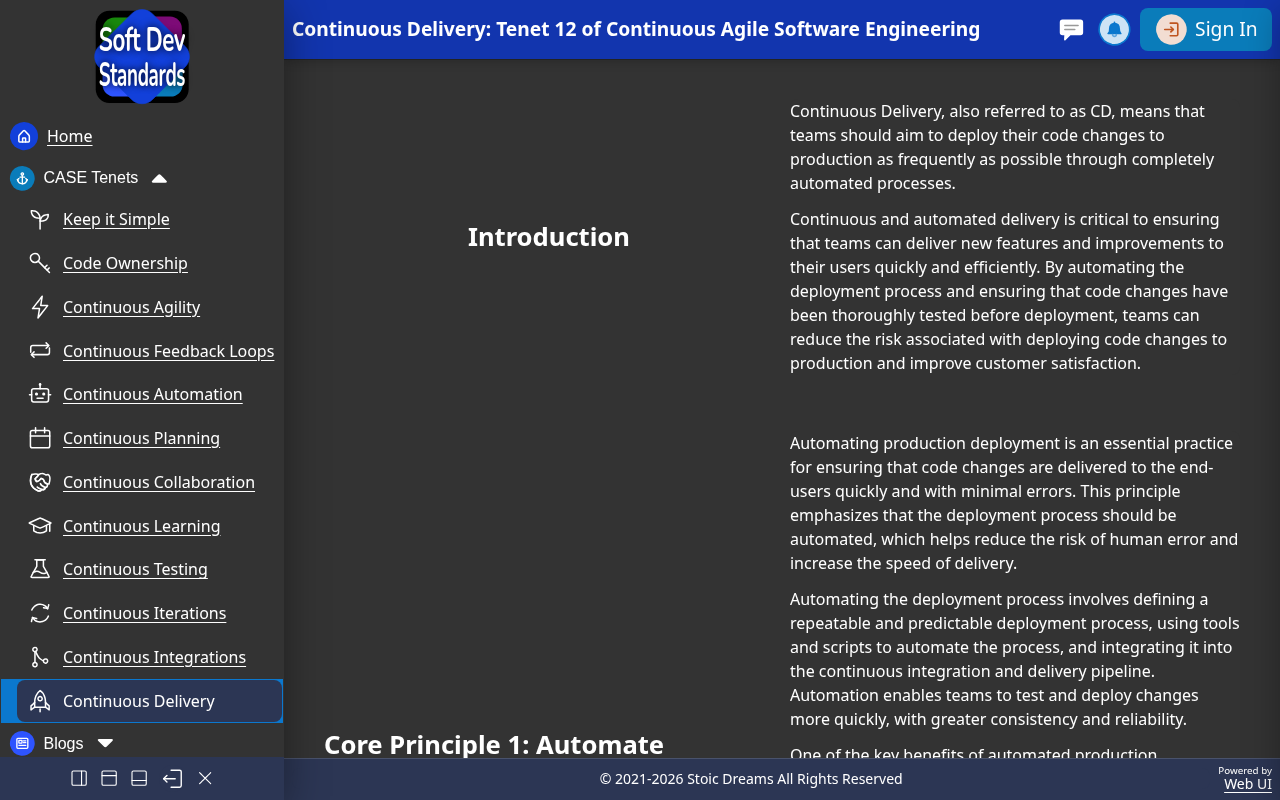 Soft Dev
Standards
Home
CASE Tenets
Keep it Simple
Code Ownership
Continuous Agility
Continuous Feedback Loops
Continuous Automation
Continuous Planning
Continuous Collaboration
Continuous Learning
Continuous Testing
Continuous Iterations
Continuous Integrations
Continuous Delivery
Blogs
Continuous Delivery: Tenet 12 of Continuous Agile Software Engineering
Sign In
Introduction
Continuous Delivery, also referred to as CD, means that
teams should aim to deploy their code changes to
production as frequently as possible through completely
automated processes.
Continuous and automated delivery is critical to ensuring
that teams can deliver new features and improvements to
their users quickly and efficiently. By automating the
deployment process and ensuring that code changes have
been thoroughly tested before deployment, teams can
reduce the risk associated with deploying code changes to
production and improve customer satisfaction.
Core Principle 1: Automate
Automating production deployment is an essential practice
for ensuring that code changes are delivered to the end-
users quickly and with minimal errors. This principle
emphasizes that the deployment process should be
automated, which helps reduce the risk of human error and
increase the speed of delivery.
Automating the deployment process involves defining a
repeatable and predictable deployment process, using tools
and scripts to automate the process, and integrating it into
the continuous integration and delivery pipeline.
Automation enables teams to test and deploy changes
more quickly, with greater consistency and reliability.
One of the key benefits of automated production
© 2021-2026 Stoic Dreams All Rights Reserved
Powered by
Web UI